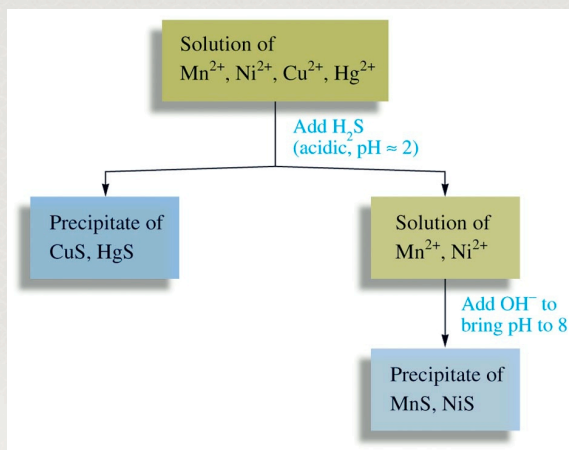 Solution of
Mn²⁺, Ni²⁺, Cu²⁺, Hg²⁺
Add H₂S
(acidic, pH ≈ 2)
Precipitate of
CuS, HgS
Solution of
Mn²⁺, Ni²⁺
Add OH⁻ to
bring pH to 8
Precipitate of
MnS, NiS